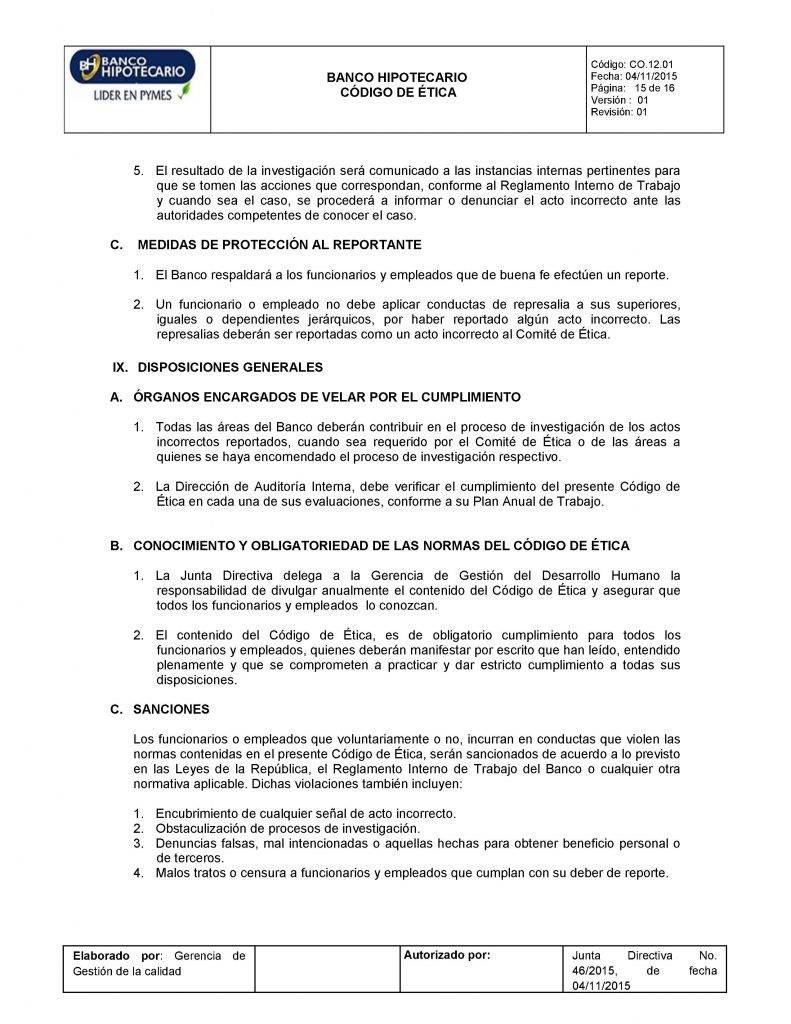 BH BANCO
HIPOTECARIO
LIDER EN PYMES
BANCO HIPOTECARIO
CÓDIGO DE ÉTICA
Código: CO.12.01
Fecha: 04/11/2015
Página: 15 de 16
Versión : 01
Revisión: 01
5. El resultado de la investigación será comunicado a las instancias internas pertinentes para
que se tomen las acciones que correspondan, conforme al Reglamento Interno de Trabajo
y cuando sea el caso, se procederá a informar o denunciar el acto incorrecto ante las
autoridades competentes de conocer el caso.
C. MEDIDAS DE PROTECCIÓN AL REPORTANTE
1. El Banco respaldará a los funcionarios y empleados que de buena fe efectúen un reporte.
2. Un funcionario o empleado no debe aplicar conductas de represalia a sus superiores,
iguales o dependientes jerárquicos, por haber reportado algún acto incorrecto. Las
represalias deberán ser reportadas como un acto incorrecto al Comité de Ética.
IX. DISPOSICIONES GENERALES
A. ÓRGANOS ENCARGADOS DE VELAR POR EL CUMPLIMIENTO
1. Todas las áreas del Banco deberán contribuir en el proceso de investigación de los actos
incorrectos reportados, cuando sea requerido por el Comité de Ética o de las áreas a
quienes se haya encomendado el proceso de investigación respectivo.
2. La Dirección de Auditoría Interna, debe verificar el cumplimiento del presente Código de
Ética en cada una de sus evaluaciones, conforme a su Plan Anual de Trabajo.
B. CONOCIMIENTO Y OBLIGATORIEDAD DE LAS NORMAS DEL CÓDIGO DE ÉTICA
1. La Junta Directiva delega a la Gerencia de Gestión del Desarrollo Humano la
responsabilidad de divulgar anualmente el contenido del Código de Ética y asegurar que
todos los funcionarios y empleados lo conozcan.
2. El contenido del Código de Ética, es de obligatorio cumplimiento para todos los
funcionarios y empleados, quienes deberán manifestar por escrito que han leído, entendido
plenamente y que se comprometen a practicar y dar estricto cumplimiento a todas sus
disposiciones.
C. SANCIONES
Los funcionarios o empleados que voluntariamente o no, incurran en conductas que violen las
normas contenidas en el presente Código de Ética, serán sancionados de acuerdo a lo previsto
en las Leyes de la República, el Reglamento Interno de Trabajo del Banco o cualquier otra
normativa aplicable. Dichas violaciones también incluyen:
1. Encubrimiento de cualquier señal de acto incorrecto.
2. Obstaculización de procesos de investigación.
3. Denuncias falsas, mal intencionadas o aquellas hechas para obtener beneficio personal o
de terceros.
4. Malos tratos o censura a funcionarios y empleados que cumplan con su deber de reporte.
Elaborado por: Gerencia de
Gestión de la calidad
Autorizado por:
Junta Directiva No.
46/2015, de fecha
04/11/2015